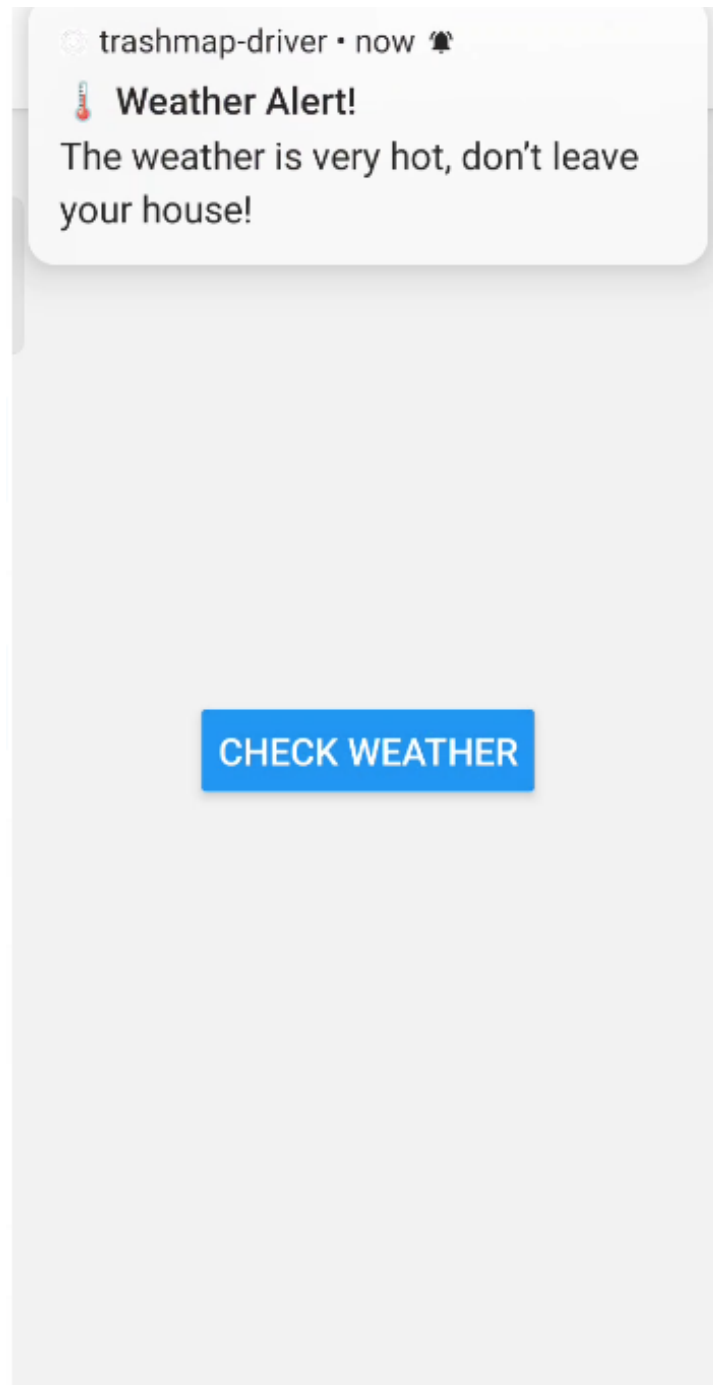 trashmap-driver • now
Weather Alert!
The weather is very hot, don’t leave
your house!
CHECK WEATHER